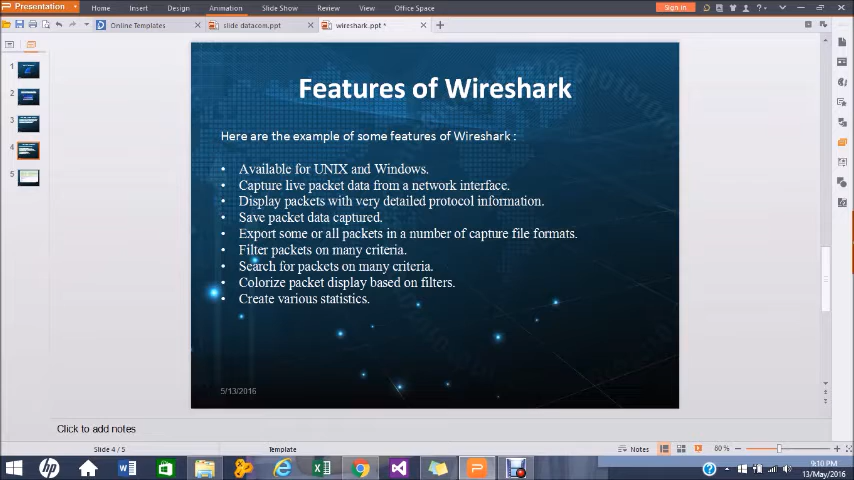 Presentation
Home
Insert
Design
Animation
Slide Show
Review
View
Office Space
Sign in
Online Templates
slide datacom.ppt
wireshark.ppt *
1
2
3
4
5
Features of Wireshark
Here are the example of some features of Wireshark :
• Available for UNIX and Windows.
• Capture live packet data from a network interface.
• Display packets with very detailed protocol information.
• Save packet data captured.
• Export some or all packets in a number of capture file formats.
• Filter packets on many criteria.
• Search for packets on many criteria.
• Colorize packet display based on filters.
• Create various statistics.
5/13/2016
Click to add notes
Slide 4 / 5
Template
Notes
80 %
9:10 PM
13/May/2016